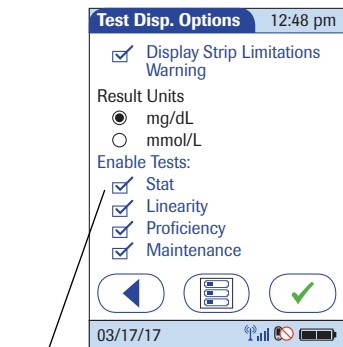 Test Disp. Options 12:48 pm
Display Strip Limitations
Warning
Result Units
mg/dL
mmol/L
Enable Tests:
Stat
Linearity
Proficiency
Maintenance
03/17/17